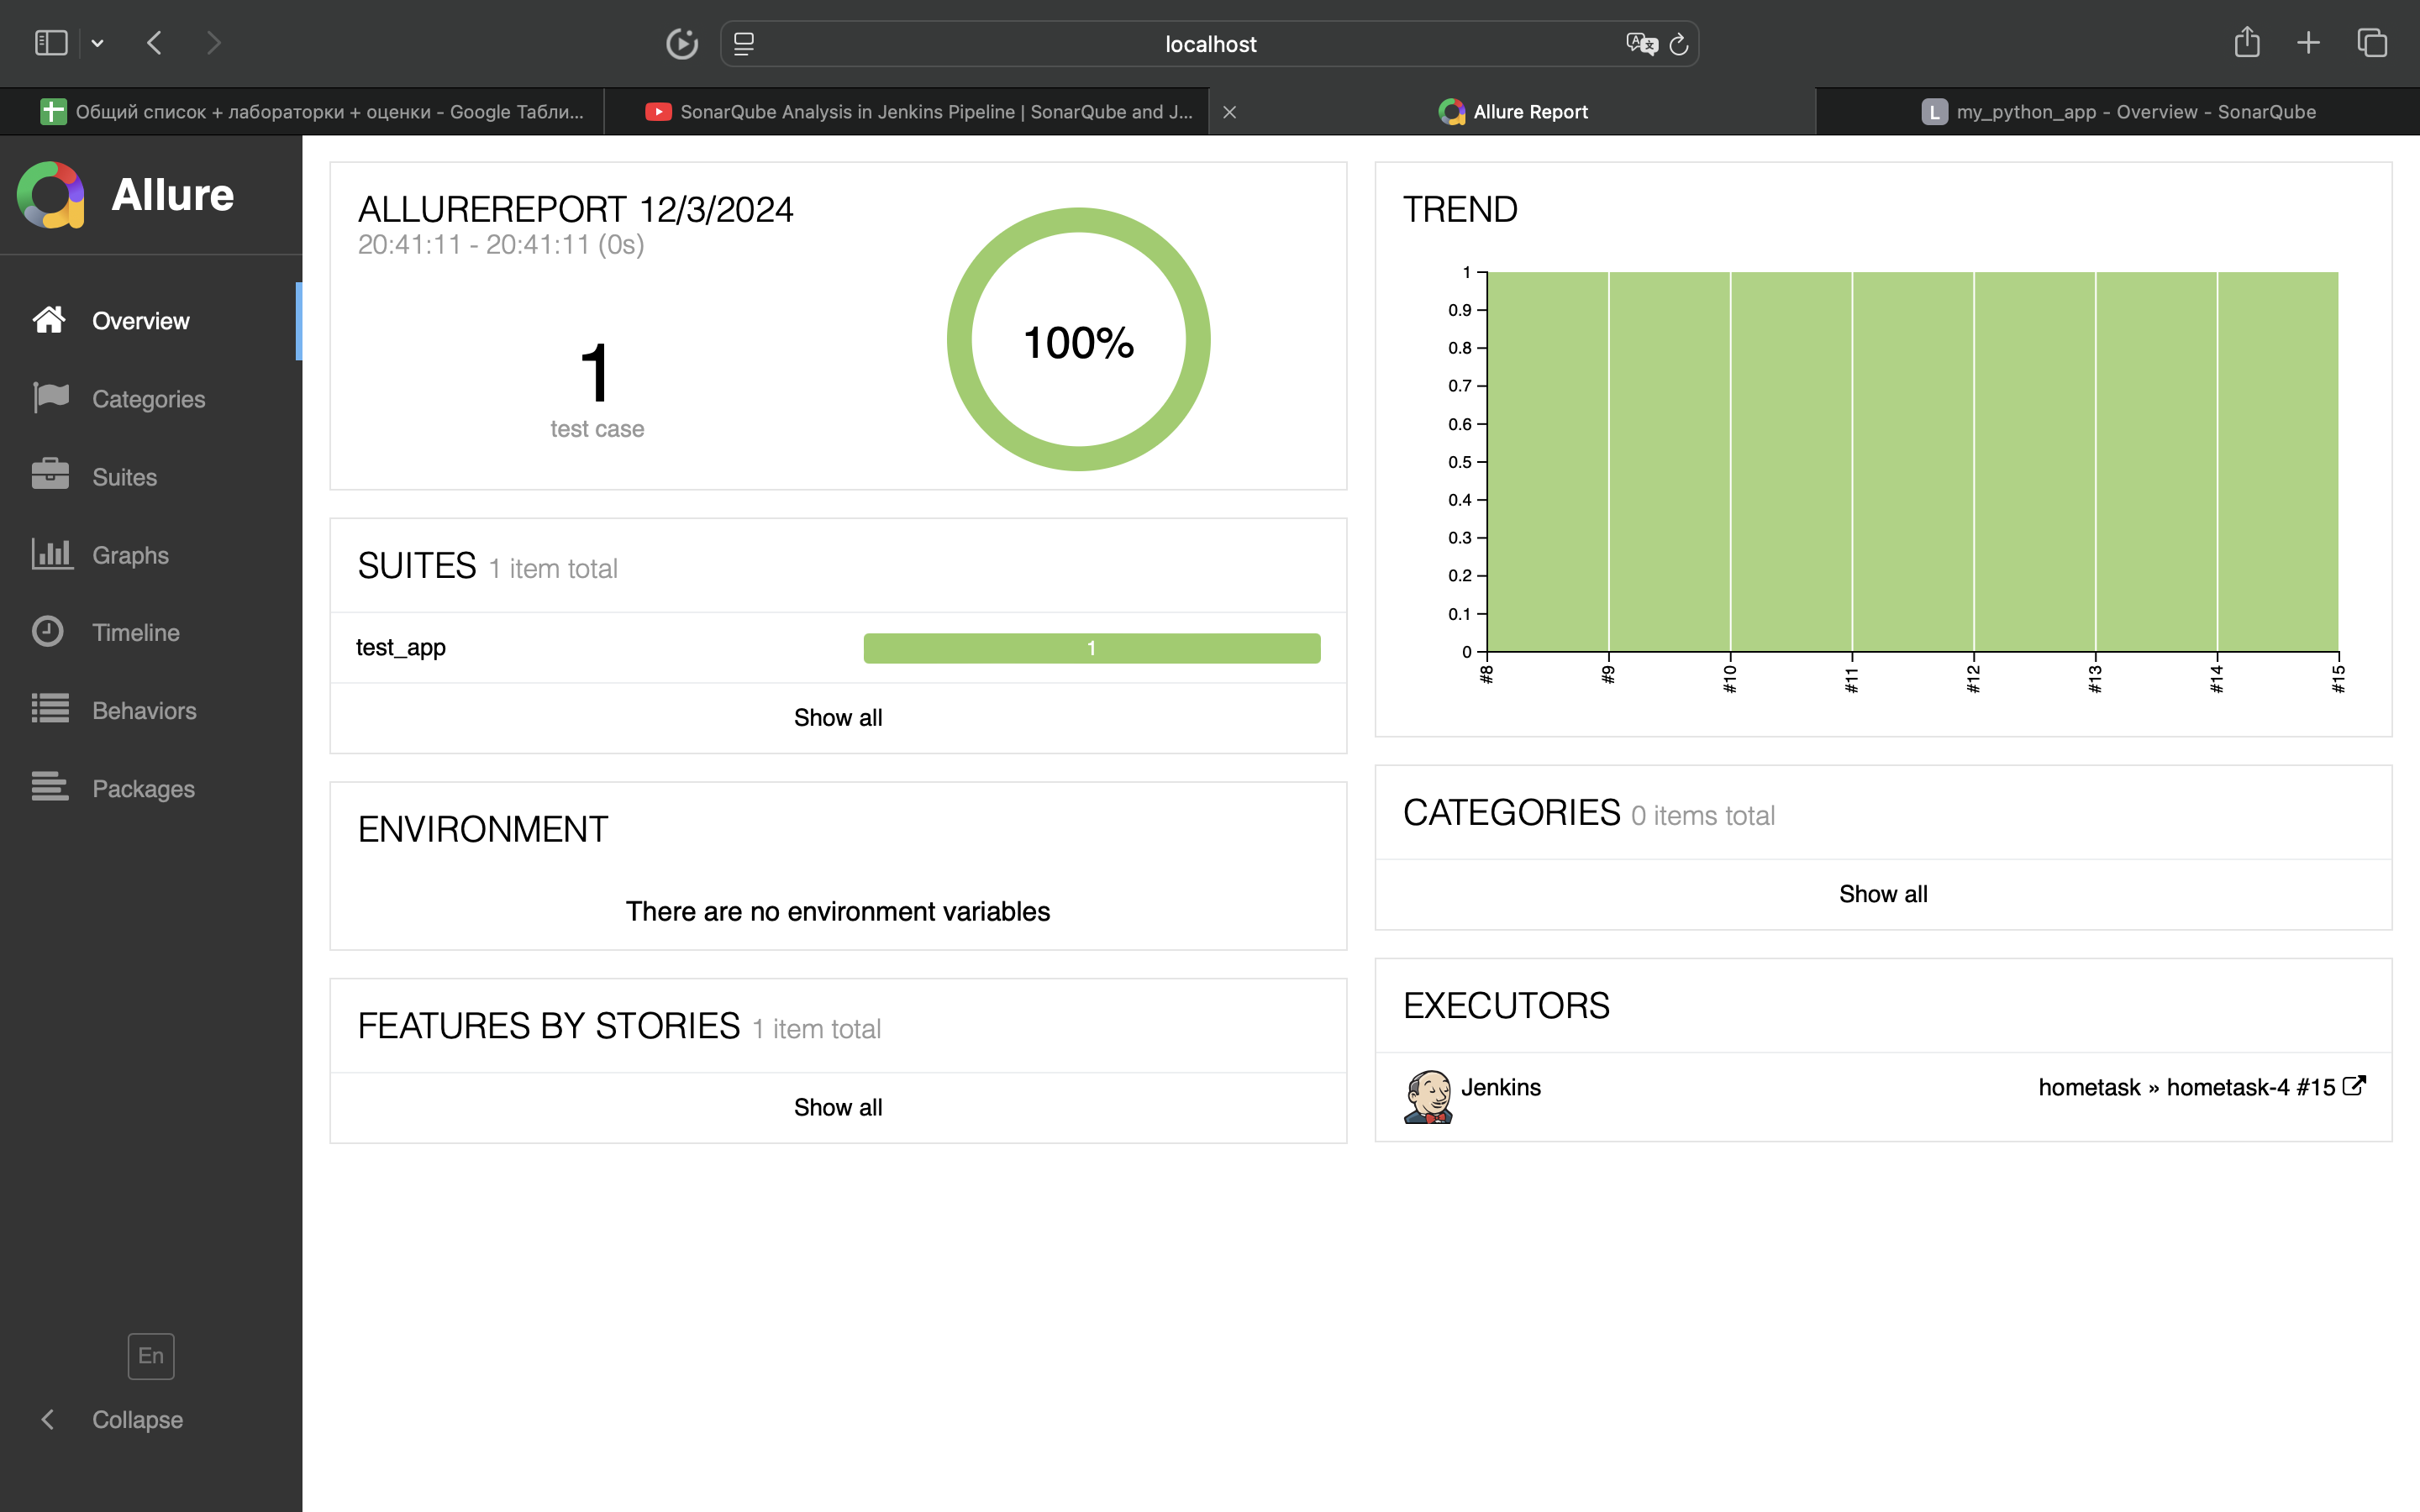 localhost
Общий список + лабораторки + оценки - Google Табли...
SonarQube Analysis in Jenkins Pipeline | SonarQube and J...
Allure Report
L
my_python_app - Overview - SonarQube
Allure
Overview
Categories
Suites
Graphs
Timeline
Behaviors
Packages
En
Collapse
ALLUREREPORT 12/3/2024
20:41:11 - 20:41:11 (0s)
1
test case
100%
SUITES 1 item total
test_app 1
Show all
ENVIRONMENT
There are no environment variables
FEATURES BY STORIES 1 item total
Show all
TREND
1
0.9
0.8
0.7
0.6
0.5
0.4
0.3
0.2
0.1
0
#8 #9 #10 #11 #12 #13 #14 #15
CATEGORIES 0 items total
Show all
EXECUTORS
Jenkins hometask » hometask-4 #15